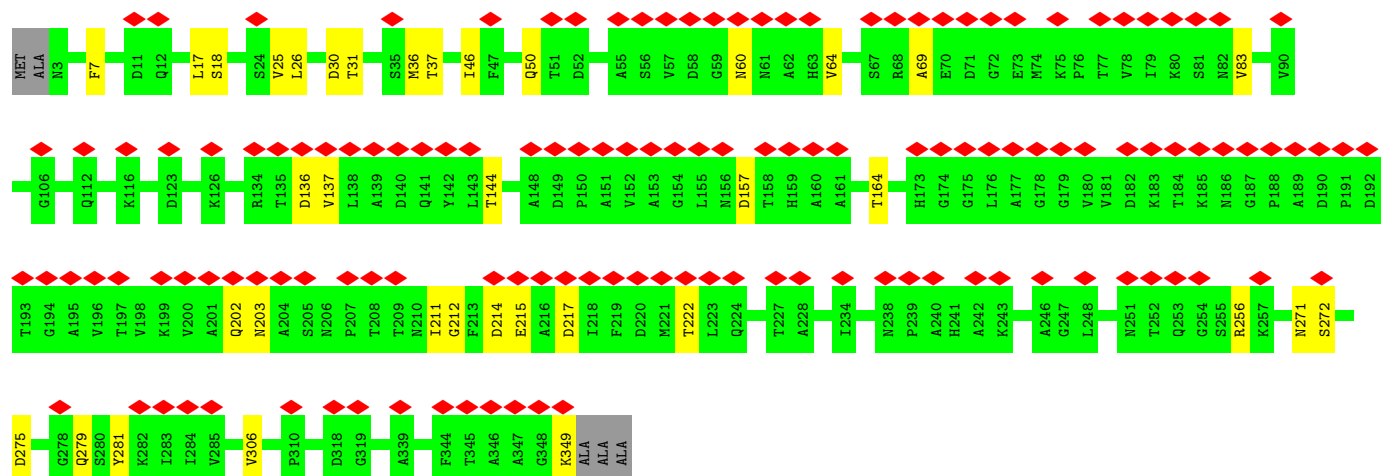 MET ALA N3 F7 D11 Q12 L17 S18 S24 V25 L26 D30 T31 S35 M36 T37 I46 F47 Q50 T51 D52 A55 S56 V57 D58 G59 N60 N61 A62 H63 V64 S67 R68 A69 E70 D71 G72 E73 M74 K75 P76 T77 V78 I79 K80 S81 N82 V83 V90
G106 Q112 K116 D123 K126 R134 T135 D136 V137 L138 A139 D140 Q141 Y142 L143 T144 A148 D149 P150 A151 V152 A153 G154 L155 N156 D157 T158 H159 A160 A161 T164 H173 G174 G175 L176 A177 G178 G179 V180 V181 D182 K183 T184 K185 N186 G187 P188 A189 D190 P191 D192
T193 G194 A195 V196 T197 V198 K199 V200 A201 Q202 N203 A204 S205 N206 P207 T208 T209 N210 I211 G212 F213 D214 E215 A216 D217 I218 F219 D220 M221 T222 L223 Q224 T227 A228 I234 N238 P239 A240 H241 A242 K243 A246 G247 L248 N251 T252 Q253 G254 S255 R256 K257 N271 S272
D275 G278 Q279 S280 Y281 K282 I283 I284 V285 V306 P310 D318 G319 A339 F344 T345 A346 A347 G348 K349 ALA ALA ALA